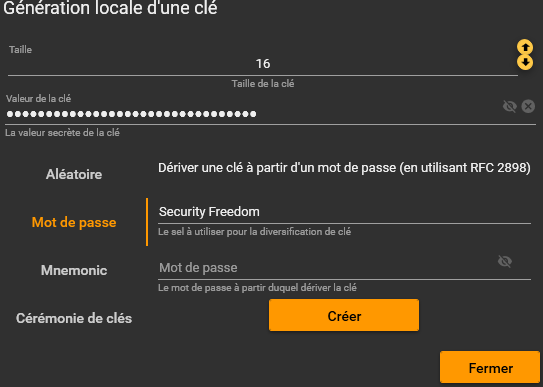 Génération locale d'une clé
Taille
16
Taille de la clé
Valeur de la clé
••••••••••••••••••••••••••••••••
La valeur secrète de la clé
Aléatoire
Dériver une clé à partir d'un mot de passe (en utilisant RFC 2898)
Mot de passe
Security Freedom
Le sel à utiliser pour la diversification de clé
Mnemonic
Mot de passe
Le mot de passe à partir duquel dériver la clé
Cérémonie de clés
Créer
Fermer